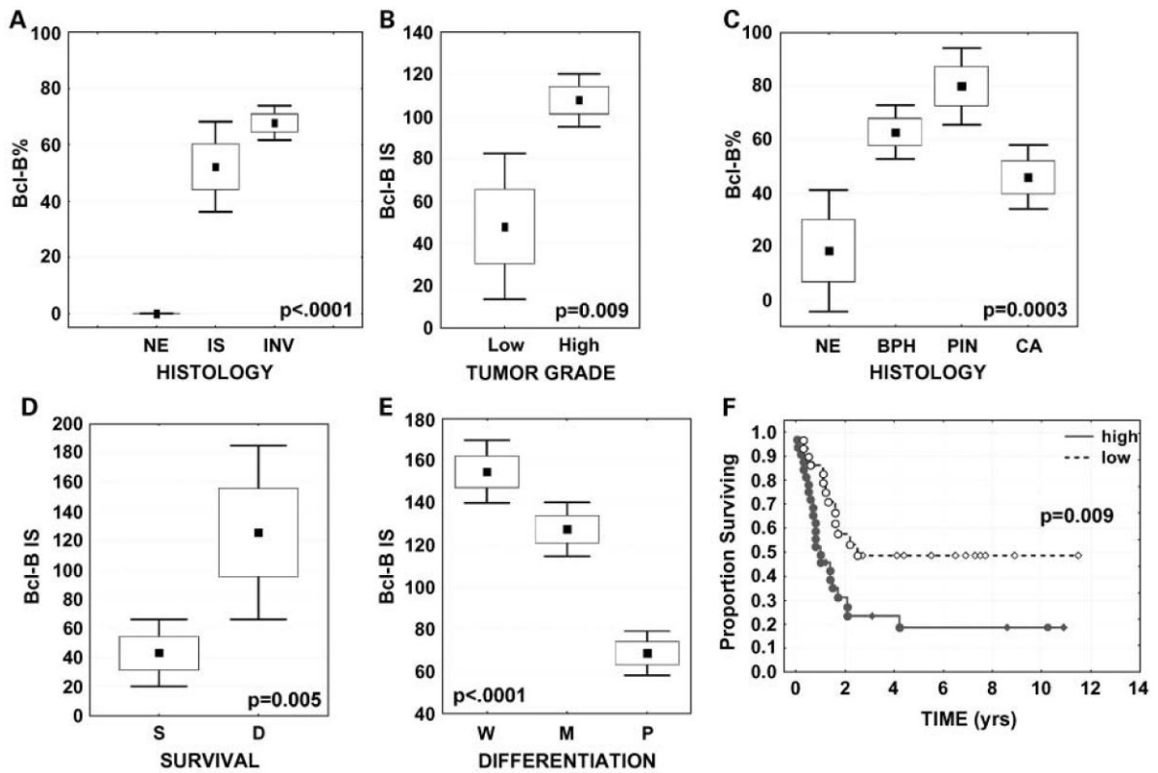 A
Bcl-B%
100
80
60
40
20
0
p<.0001
NE IS INV
HISTOLOGY
B
Bcl-B IS
140
120
100
80
60
40
20
0
p=0.009
Low High
TUMOR GRADE
C
Bcl-B%
100
80
60
40
20
0
p=0.0003
NE BPH PIN CA
HISTOLOGY
D
Bcl-B IS
200
180
160
140
120
100
80
60
40
20
0
p=0.005
S D
SURVIVAL
E
Bcl-B IS
180
160
140
120
100
80
60
40
p<.0001
W M P
DIFFERENTIATION
F
Proportion Surviving
1.0
0.9
0.8
0.7
0.6
0.5
0.4
0.3
0.2
0.1
0.0
high
low
p=0.009
0 2 4 6 8 10 12 14
TIME (yrs)